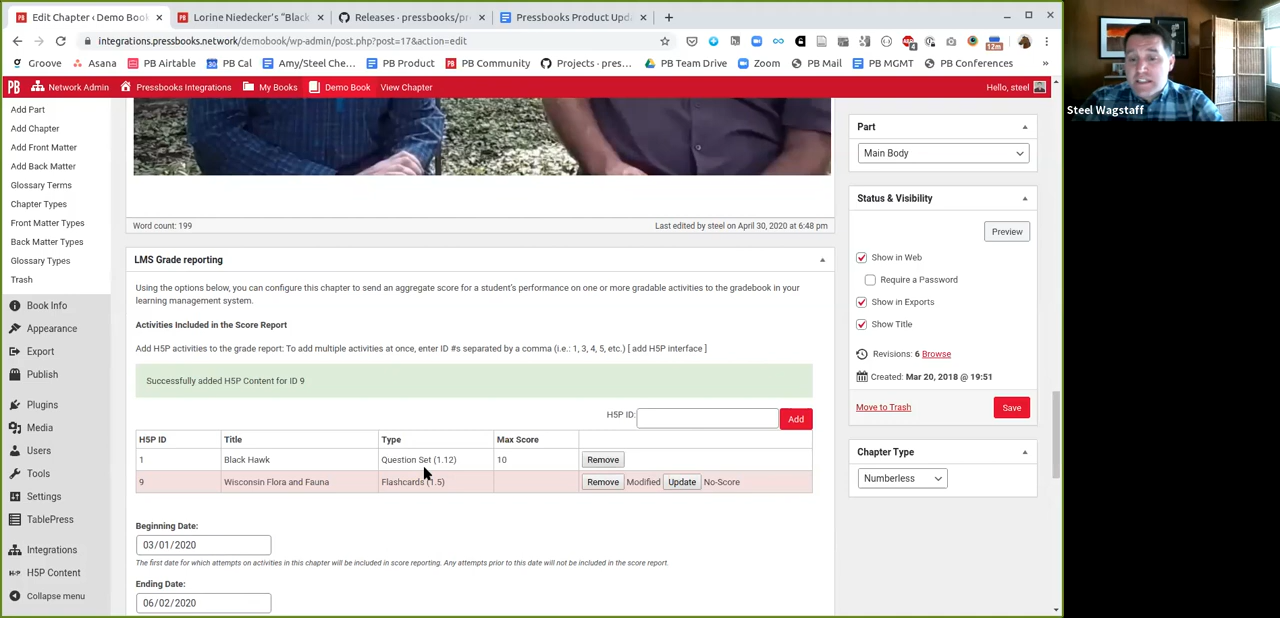 Edit Chapter ‹ Demo Book
Lorine Niedecker's "Black
Releases · pressbooks/pr
Pressbooks Product Upd
integrations.pressbooks.network/demobook/wp-admin/post.php?post=17&action=edit
4
12m
Groove
Asana
PB Airtable
PB Cal
Amy/Steel Che…
PB Product
PB Community
Projects · pres…
PB Team Drive
Zoom
PB Mail
PB MGMT
PB Conferences
Steel Wagstaff
PB
Network Admin
Pressbooks Integrations
My Books
Demo Book
View Chapter
Hello, steel
Add Part
Add Chapter
Add Front Matter
Add Back Matter
Glossary Terms
Chapter Types
Front Matter Types
Back Matter Types
Glossary Types
Trash
Book Info
Appearance
Export
Publish
Plugins
Media
Users
Tools
Settings
TablePress
Integrations
H5P Content
Collapse menu
Word count: 199
Last edited by steel on April 30, 2020 at 6:48 pm
LMS Grade reporting
Using the options below, you can configure this chapter to send an aggregate score for a student's performance on one or more gradable activities to the gradebook in your
learning management system.
Activities Included in the Score Report
Add H5P activities to the grade report: To add multiple activities at once, enter ID #s separated by a comma (i.e.: 1, 3, 4, 5, etc.) [ add H5P interface ]
Successfully added H5P Content for ID 9
H5P ID:
Add
H5P ID Title Type Max Score
1 Black Hawk Question Set (1.12) 10 Remove
9 Wisconsin Flora and Fauna Flashcards (1.5) Remove Modified Update No-Score
Beginning Date:
03/01/2020
The first date for which attempts on activities in this chapter will be included in score reporting. Any attempts prior to this date will not be included in the score report.
Ending Date:
06/02/2020
Part
Main Body
Status & Visibility
Preview
Show in Web
Require a Password
Show in Exports
Show Title
Revisions: 6 Browse
Created: Mar 20, 2018 @ 19:51
Move to Trash
Save
Chapter Type
Numberless